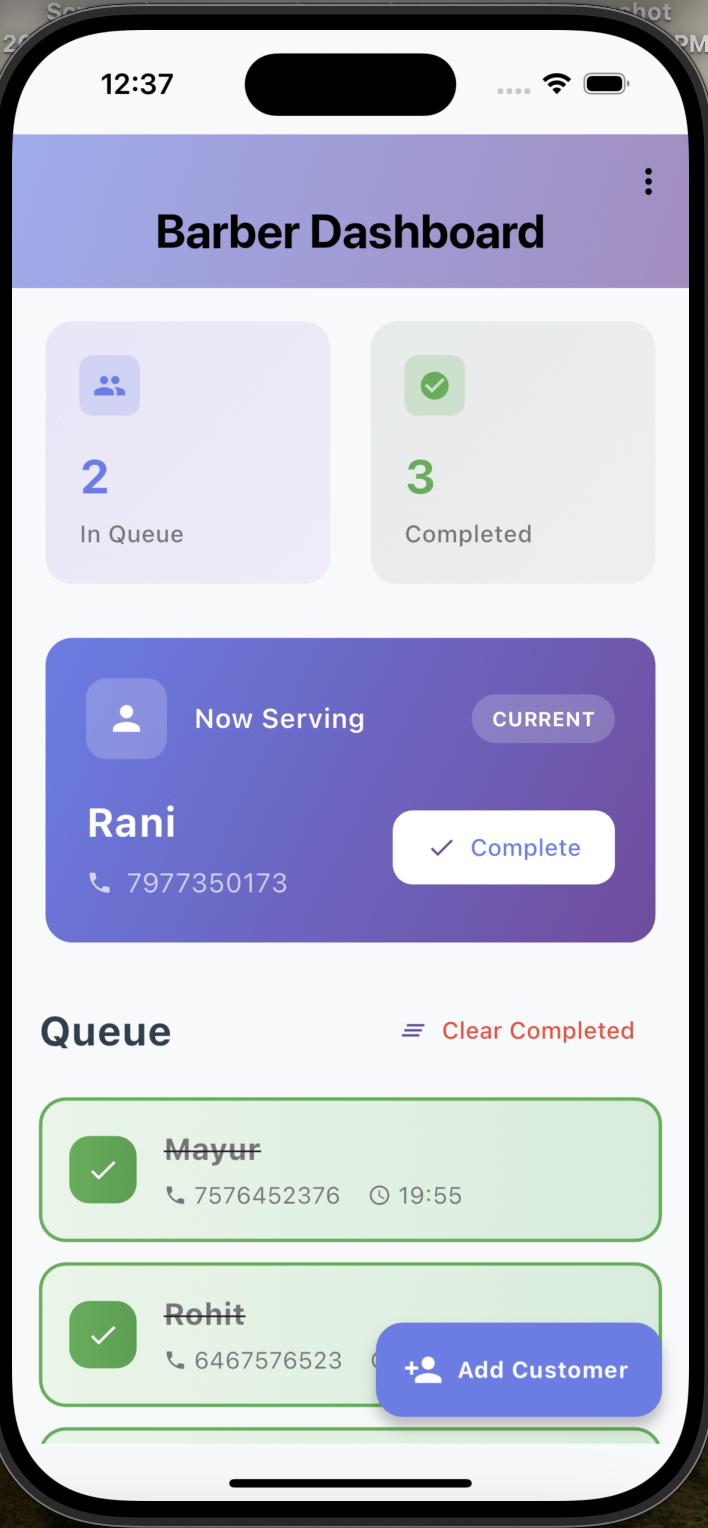 12:37
Barber Dashboard
2
In Queue
3
Completed
Now Serving
CURRENT
Rani
7977350173
Complete
Queue
Clear Completed
Mayur
7576452376 19:55
Rohit
6467576523
Add Customer